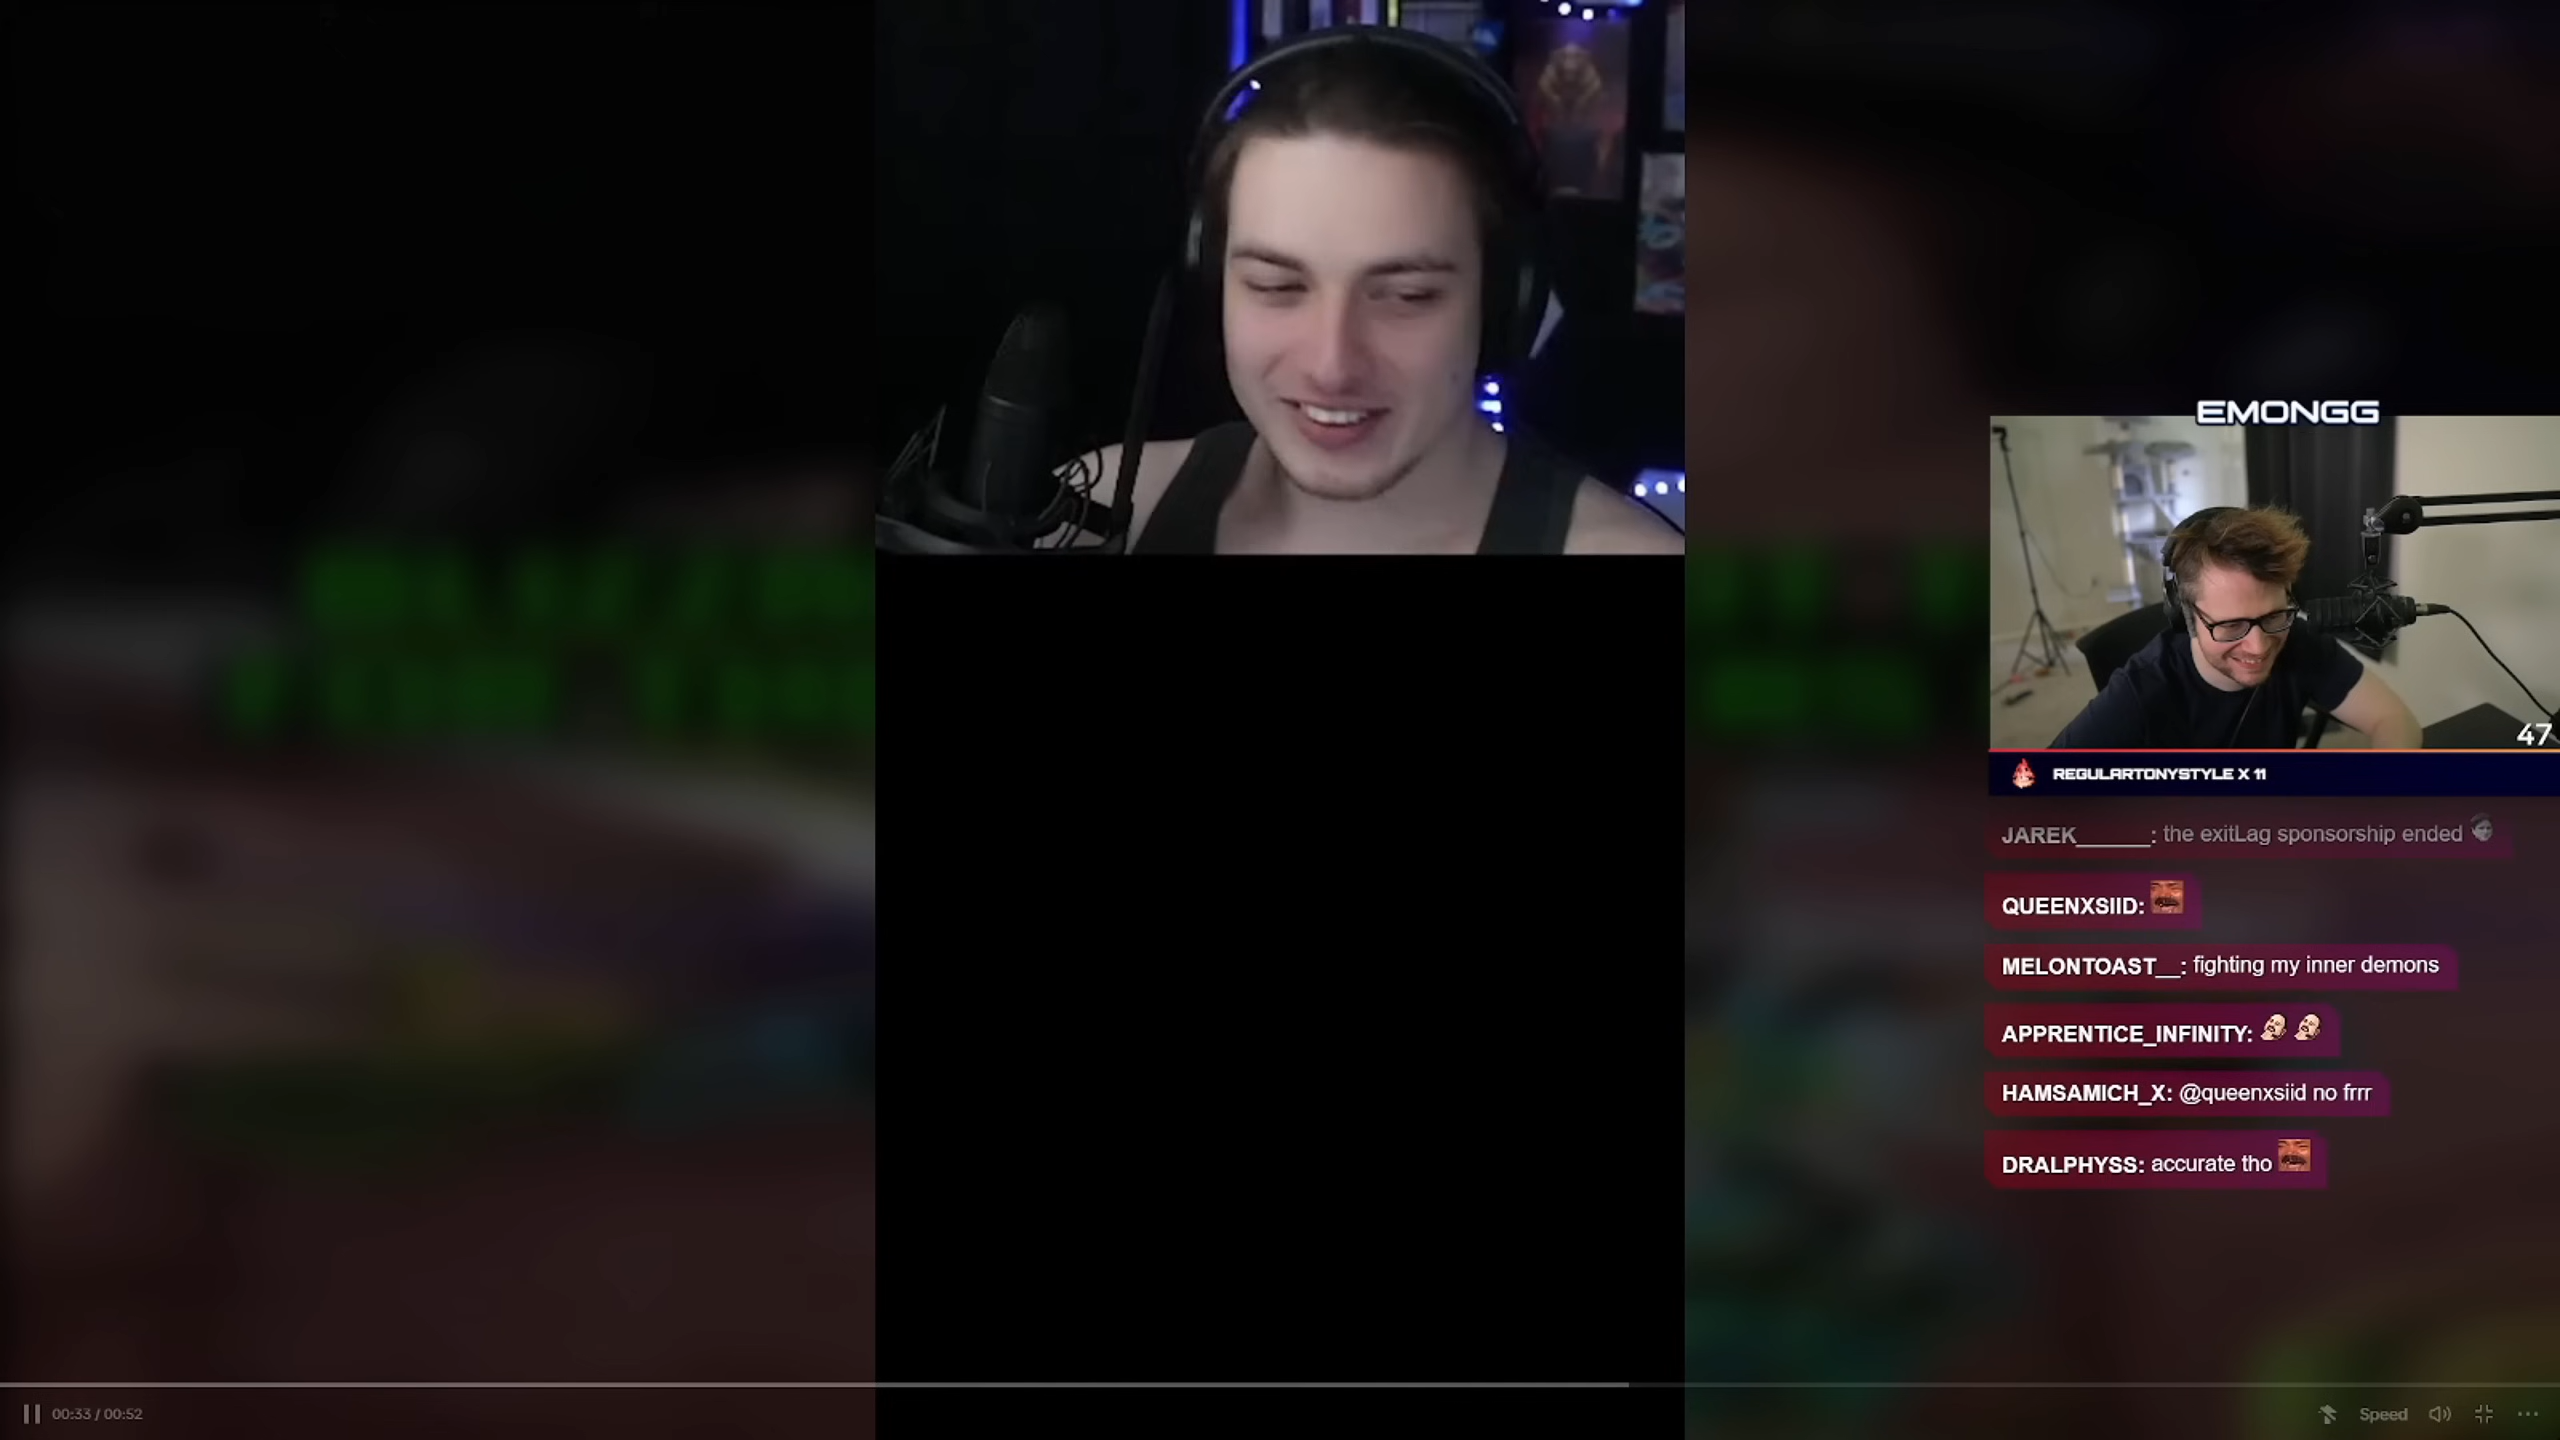 EMONGG
47
REGULARTONYSTYLE X 11
JAREK______: the exitLag sponsorship ended
QUEENXSIID:
MELONTOAST__: fighting my inner demons
APPRENTICE_INFINITY:
HAMSAMICH_X: @queenxsiid no frrr
DRALPHYSS: accurate tho
00:33 / 00:52
Speed